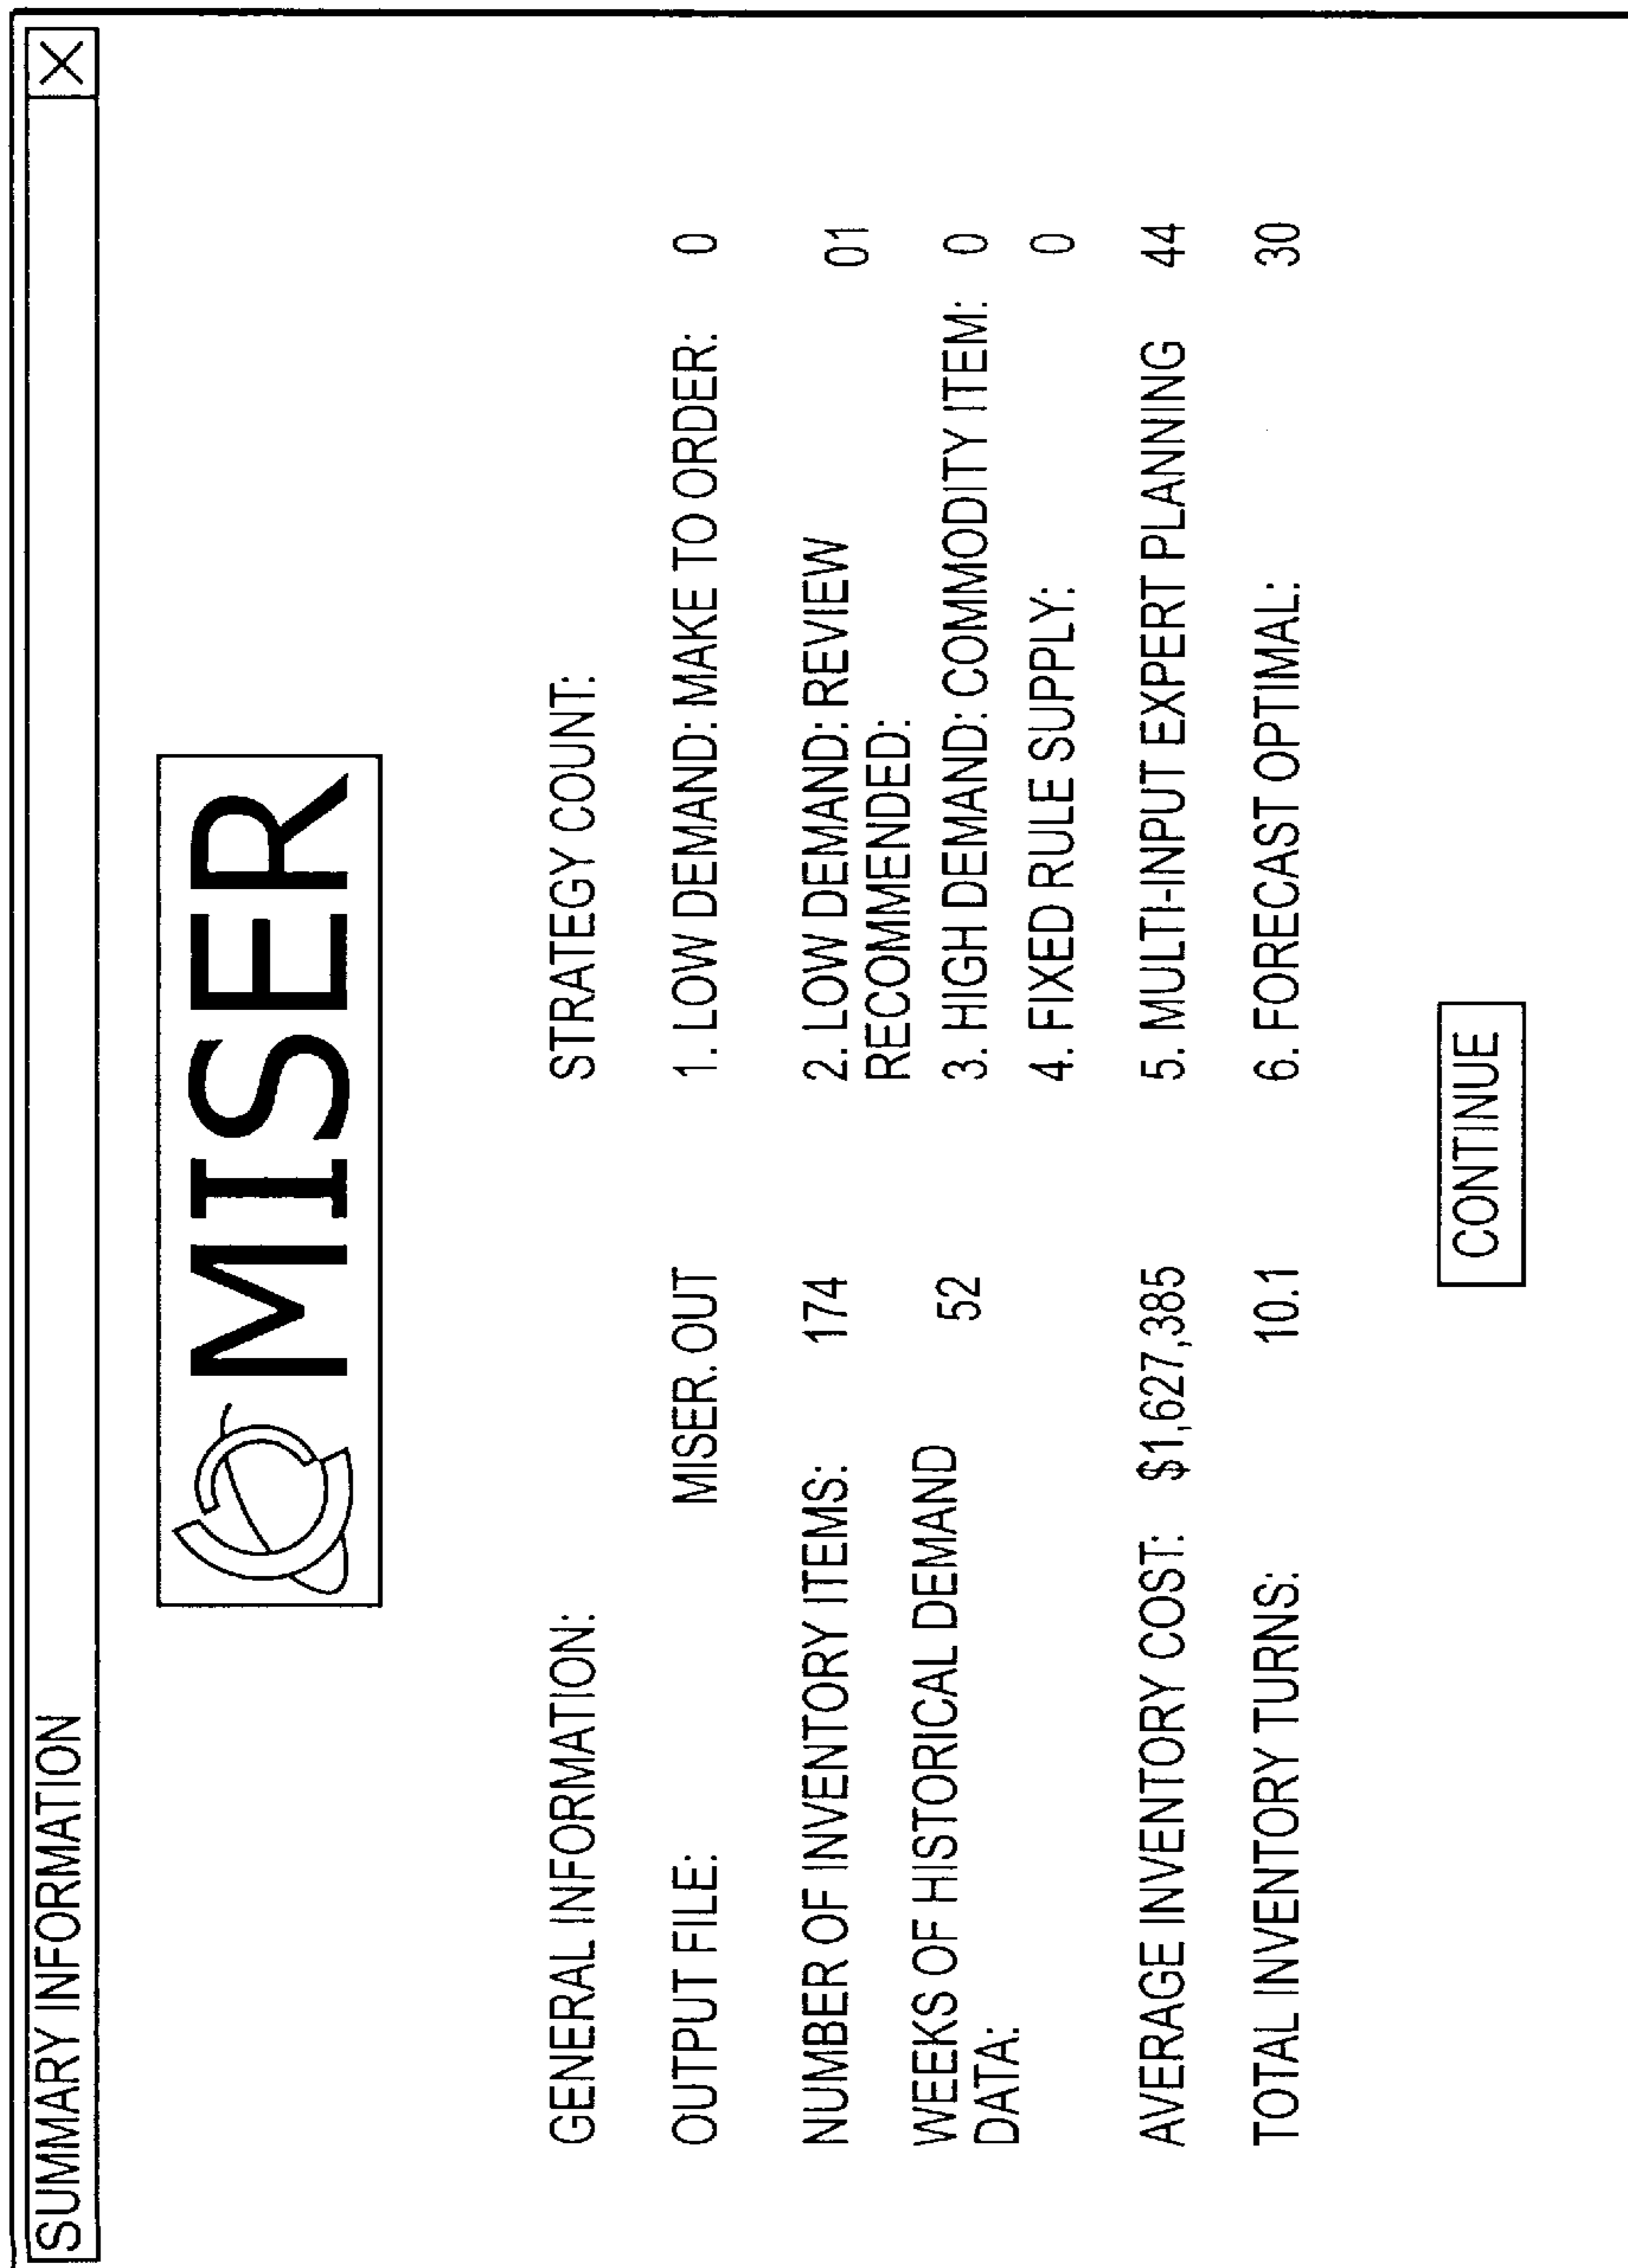 SUMMARY INFORMATION X
MISER
GENERAL INFORMATION:
OUTPUT FILE: MISER.OUT
NUMBER OF INVENTORY ITEMS: 174
WEEKS OF HISTORICAL DEMAND 52
DATA:
AVERAGE INVENTORY COST: $1,627,385
TOTAL INVENTORY TURNS: 10.1
STRATEGY COUNT:
1. LOW DEMAND: MAKE TO ORDER: 0
2. LOW DEMAND: REVIEW
RECOMMENDED: 01
3. HIGH DEMAND: COMMODITY ITEM: 0
4. FIXED RULE SUPPLY: 0
5. MULTI-INPUT EXPERT PLANNING 44
6. FORECAST OPTIMAL: 30
CONTINUE